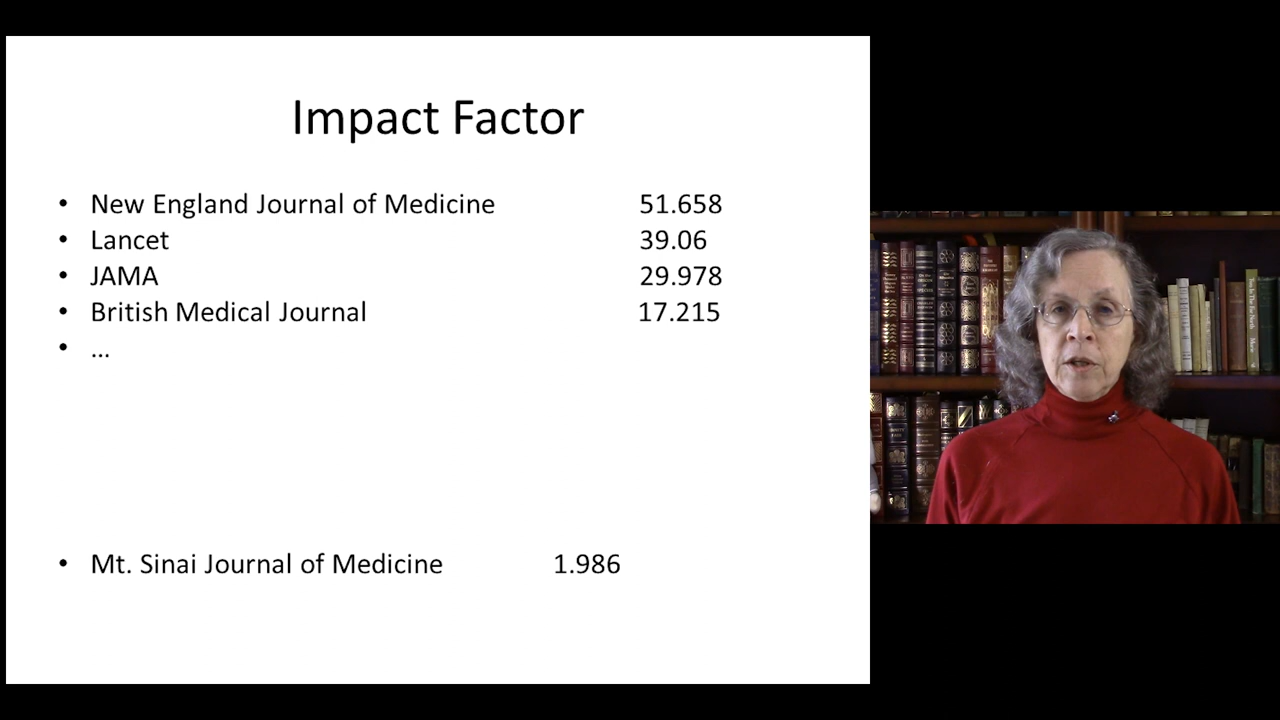 Impact Factor
• New England Journal of Medicine 51.658
• Lancet 39.06
• JAMA 29.978
• British Medical Journal 17.215
• ...
• Mt. Sinai Journal of Medicine 1.986